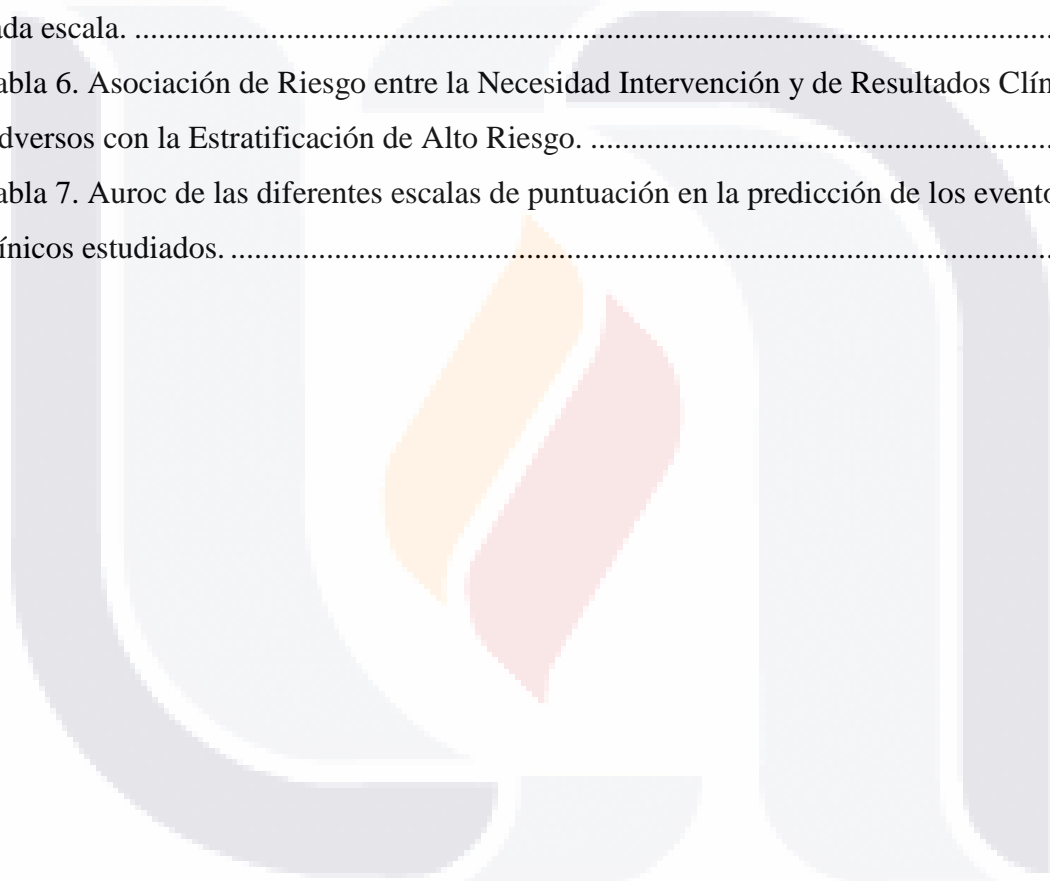 ada escala. ....................................................................................................................
abla 6. Asociación de Riesgo entre la Necesidad Intervención y de Resultados Clín
dversos con la Estratificación de Alto Riesgo. .........................................................
abla 7. Auroc de las diferentes escalas de puntuación en la predicción de los evento
ínicos estudiados. .......................................................................................................